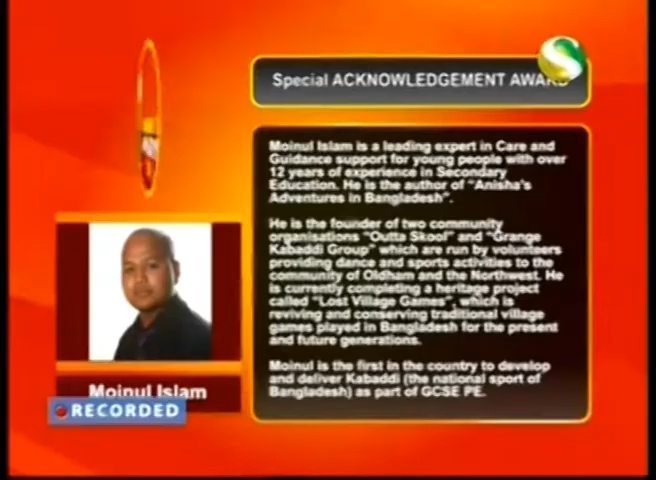 Special ACKNOWLEDGEMENT AWARD
Moinul Islam is a leading expert in Care and
Guidance support for young people with over
12 years of experience in Secondary
Education. He is the author of "Anisha's
Adventures in Bangladesh".
He is the founder of two community
organisations "Outta Skool" and "Grange
Kabaddi Group" which are run by volunteers
providing dance and sports activities to the
community of Oldham and the Northwest. He
is currently completing a heritage project
called "Lost Village Games", which is
reviving and conserving traditional village
games played in Bangladesh for the present
and future generations.
Moinul is the first in the country to develop
and deliver Kabaddi (the national sport of
Bangladesh) as part of GCSE PE.
Moinul Islam
RECORDED